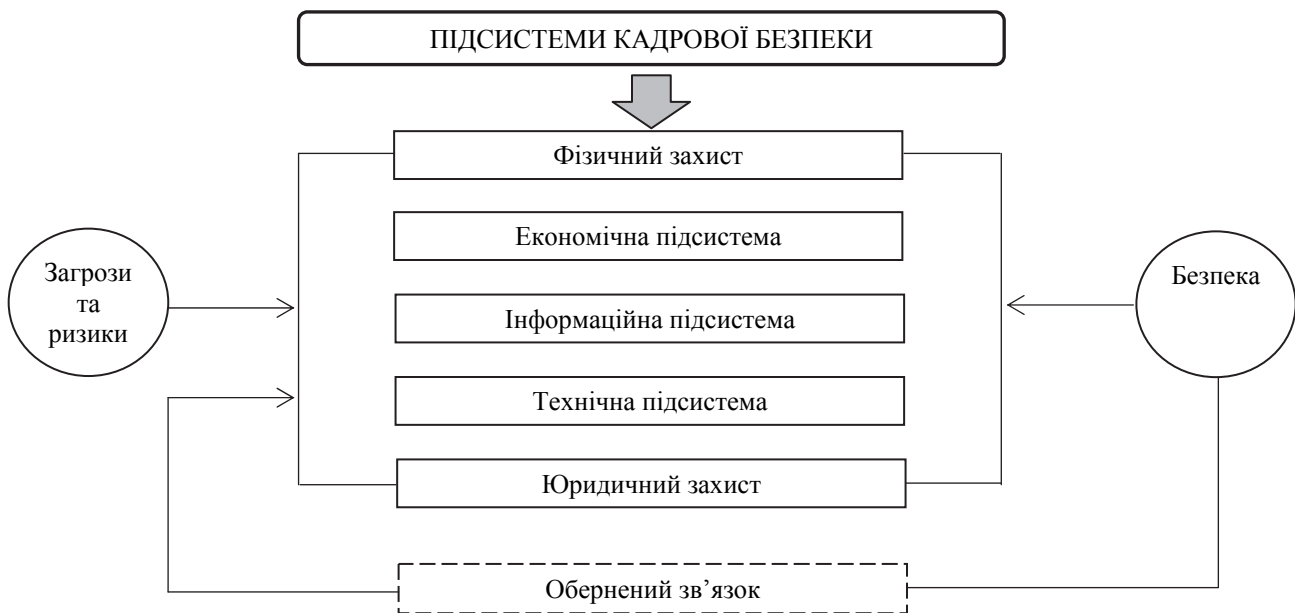 ПІДСИСТЕМИ КАДРОВОЇ БЕЗПЕКИ
Фізичний захист
Економічна підсистема
Загрози
та
ризики
Інформаційна підсистема
Безпека
Технічна підсистема
Юридичний захист
Обернений зв’язок